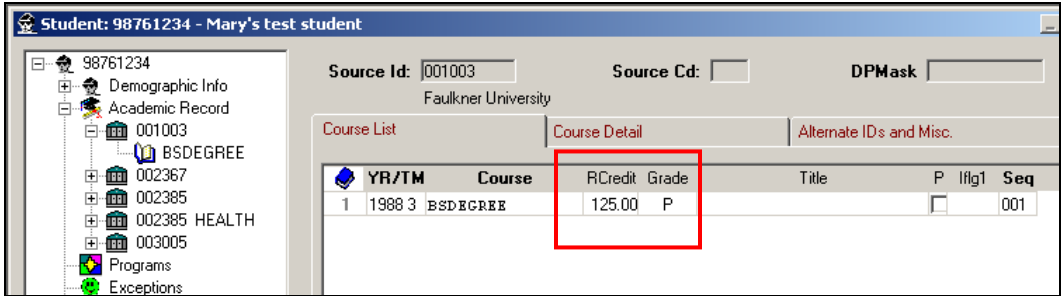 Student: 98761234 - Mary's test student
98761234
Demographic Info
Academic Record
001003
BSDEGREE
002367
002385
002385 HEALTH
003005
Programs
Exceptions
Source Id: 001003 Source Cd: DPMask
Faulkner University
Course List Course Detail Alternate IDs and Misc.
YR/TM Course RCredit Grade Title P Iflg1 Seq
1 1988 3 BSDEGREE 125.00 P 001